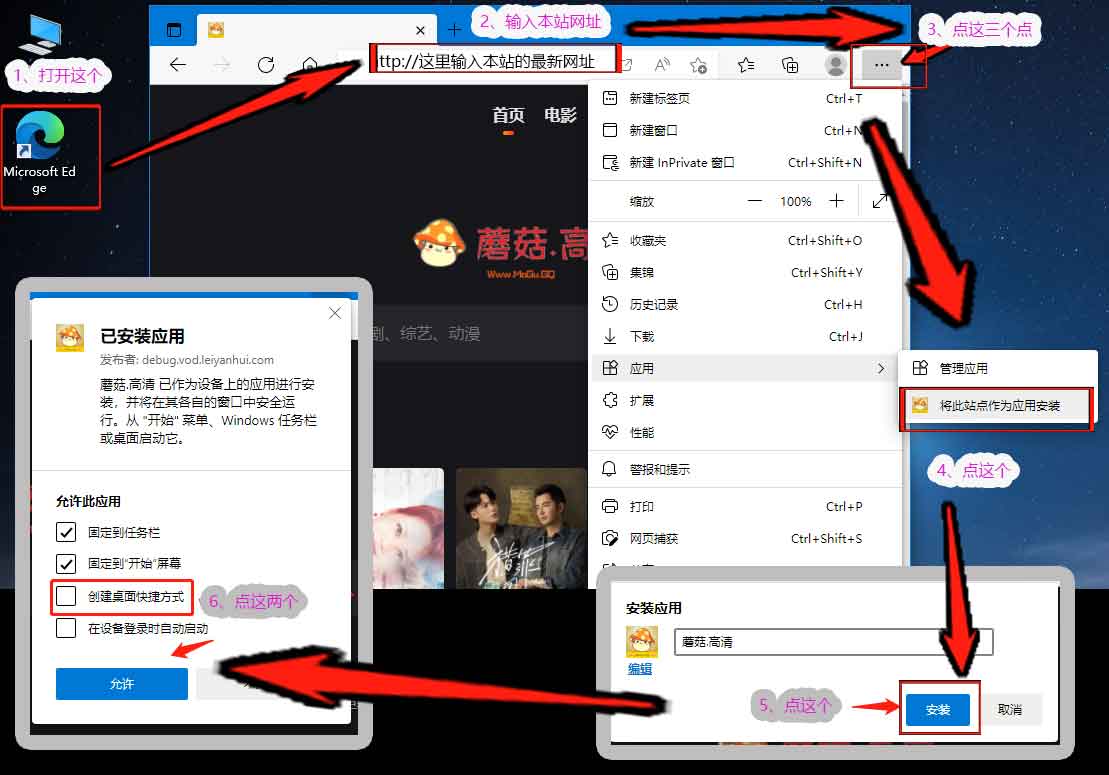 1、打开这个
Microsoft Ed
ge
2、输入本站网址
3、点这三个点
ttp://这里输入本站的最新网址
首页 电影
蘑菇.高
Www.MoGu.GQ
剧、综艺、动漫
新建标签页 Ctrl+T
新建窗口 Ctrl+N
新建 InPrivate 窗口 Ctrl+Shift+N
缩放 — 100% +
收藏夹 Ctrl+Shift+O
集锦 Ctrl+Shift+Y
历史记录 Ctrl+H
下载 Ctrl+J
应用
扩展
性能
警报和提示
打印 Ctrl+P
网页捕获 Ctrl+Shift+S
管理应用
将此站点作为应用安装
4、点这个
安装应用
蘑菇.高清
编辑
5、点这个
安装 取消
已安装应用
发布者: debug.vod.leiyanhui.com
蘑菇.高清 已作为设备上的应用进行安
装，并将在其各自的窗口中安全运
行。从 "开始" 菜单、Windows 任务栏
或桌面启动它。
允许此应用
固定到任务栏
固定到"开始"屏幕
创建桌面快捷方式
在设备登录时自动启动
6、点这两个
允许